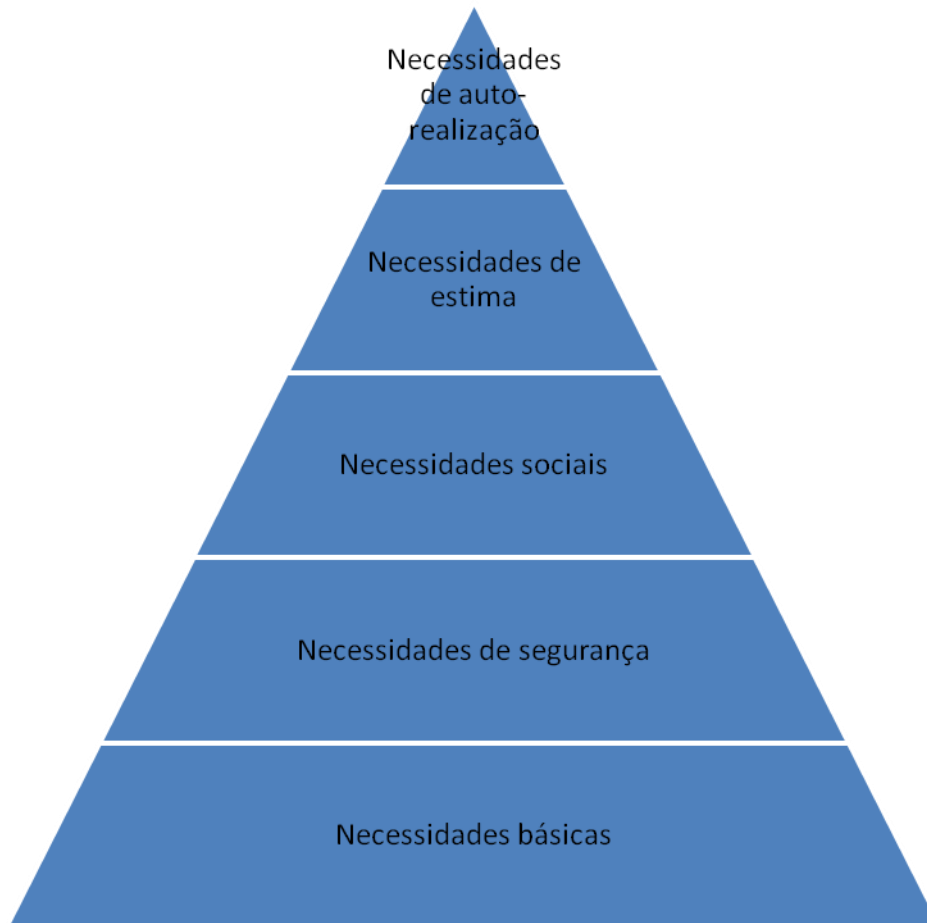 Necessidades
de auto-
realização
Necessidades de
estima
Necessidades sociais
Necessidades de segurança
Necessidades básicas